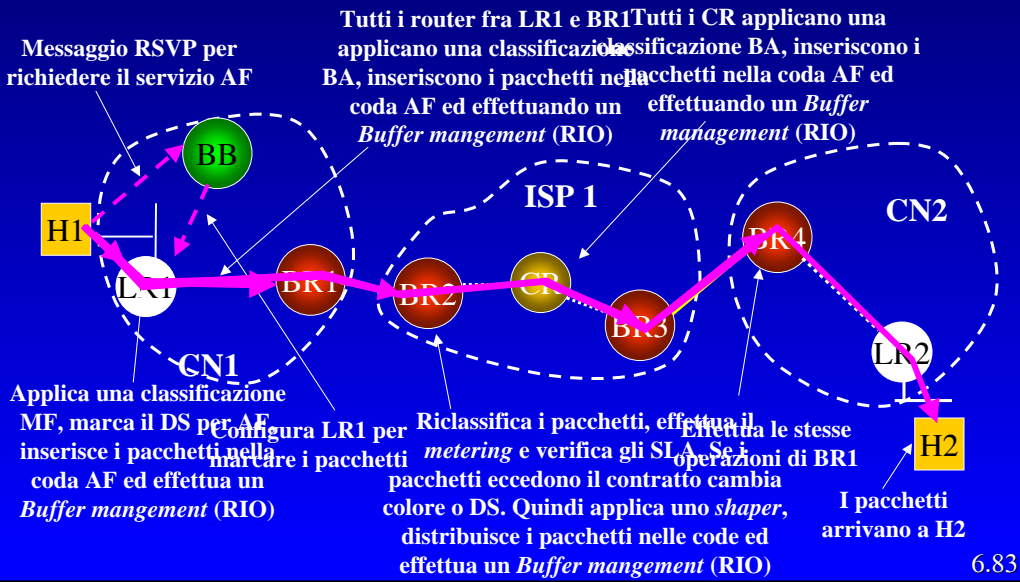 Messaggio RSVP per
richiedere il servizio AF
Tutti i router fra LR1 e BR1
applicano una classificazione
BA, inseriscono i pacchetti nella
coda AF ed effettuando un
Buffer mangement (RIO)
Tutti i CR applicano una
classificazione BA, inseriscono i
pacchetti nella coda AF ed
effettuando un Buffer
management (RIO)
BB
ISP 1
CN2
H1
BR4
LR1
BR1
BR2
CR
BR3
LR2
CN1
H2
Applica una classificazione
MF, marca il DS per AF,
inserisce i pacchetti nella
coda AF ed effettua un
Buffer mangement (RIO)
Configura LR1 per
marcare i pacchetti
Riclassifica i pacchetti, effettua il
metering e verifica gli SLA. Se i
pacchetti eccedono il contratto cambia
colore o DS. Quindi applica uno shaper,
distribuisce i pacchetti nelle code ed
effettua un Buffer mangement (RIO)
Effettua le stesse
operazioni di BR1
I pacchetti
arrivano a H2
6.83